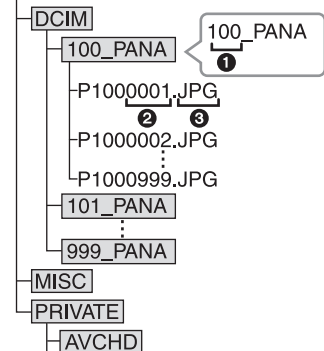 DCIM
100_PANA
100_PANA
❶
P1000001.JPG
❷ ❸
P1000002.JPG
P1000999.JPG
101_PANA
999_PANA
MISC
PRIVATE
AVCHD